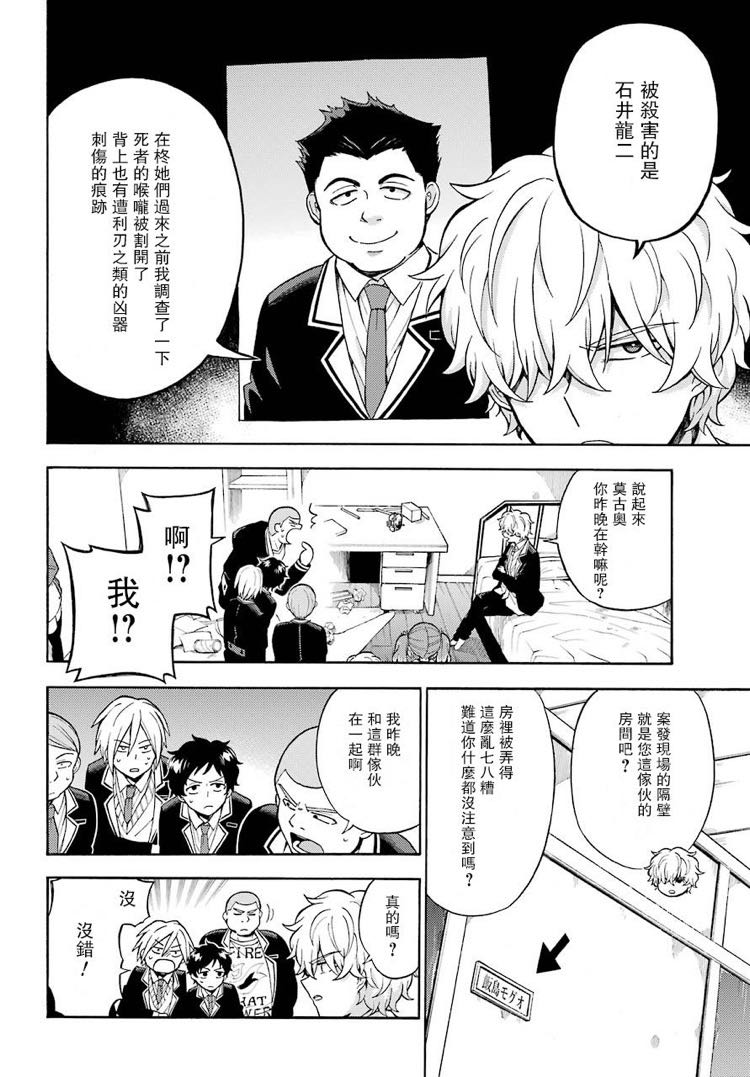 被殺害的是
石井龍二
在柊她們過來之前我調查了一下
死者的喉嚨被割開了
背上也有遭利刃之類的凶器
刺傷的痕跡
說起來
莫古奧
你昨晚在幹嘛呢?
啊!?
我!?
案發現場的隔壁
就是您這傢伙的
房間吧?
房裡被弄得
這麼亂七八糟
難道你什麼都沒注意到嗎?
飯島モグオ
我昨晚
和這群傢伙
在一起啊
真的嗎?
沒
沒錯!